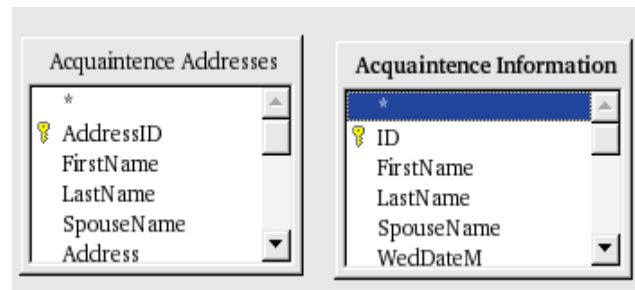 Acquaintence Addresses
*
AddressID
FirstName
LastName
SpouseName
Address
Acquaintence Information
*
ID
FirstName
LastName
SpouseName
WedDateM